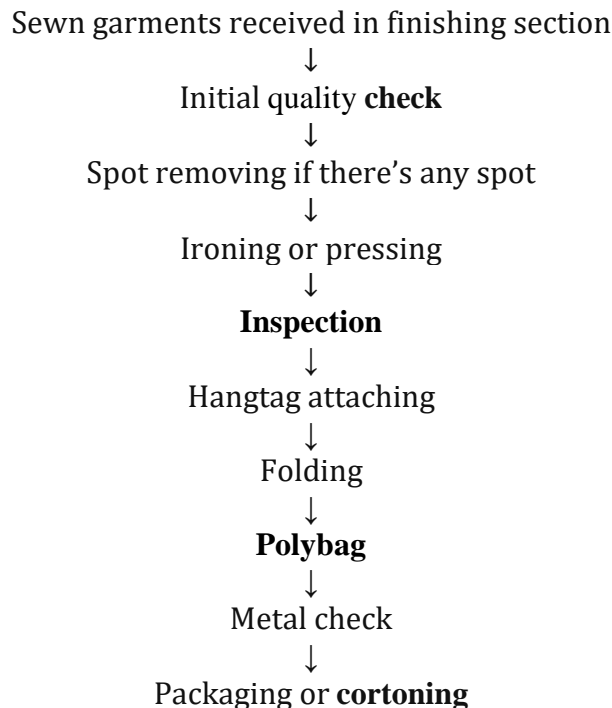 Sewn garments received in finishing section
↓
Initial quality check
↓
Spot removing if there’s any spot
↓
Ironing or pressing
↓
Inspection
↓
Hangtag attaching
↓
Folding
↓
Polybag
↓
Metal check
↓
Packaging or cortoning